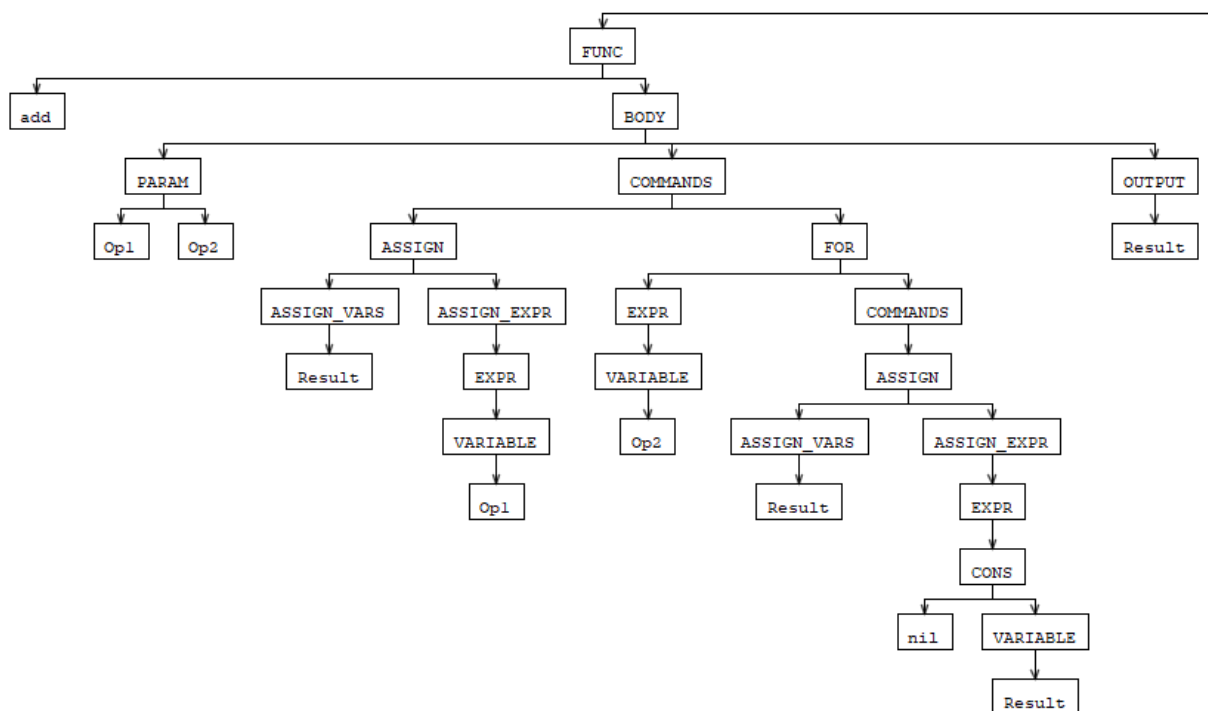 FUNC
add
BODY
PARAM
COMMANDS
OUTPUT
Op1
Op2
ASSIGN
FOR
Result
ASSIGN_VARS
ASSIGN_EXPR
EXPR
COMMANDS
Result
EXPR
VARIABLE
ASSIGN
VARIABLE
Op2
ASSIGN_VARS
ASSIGN_EXPR
Op1
Result
EXPR
CONS
nil
VARIABLE
Result